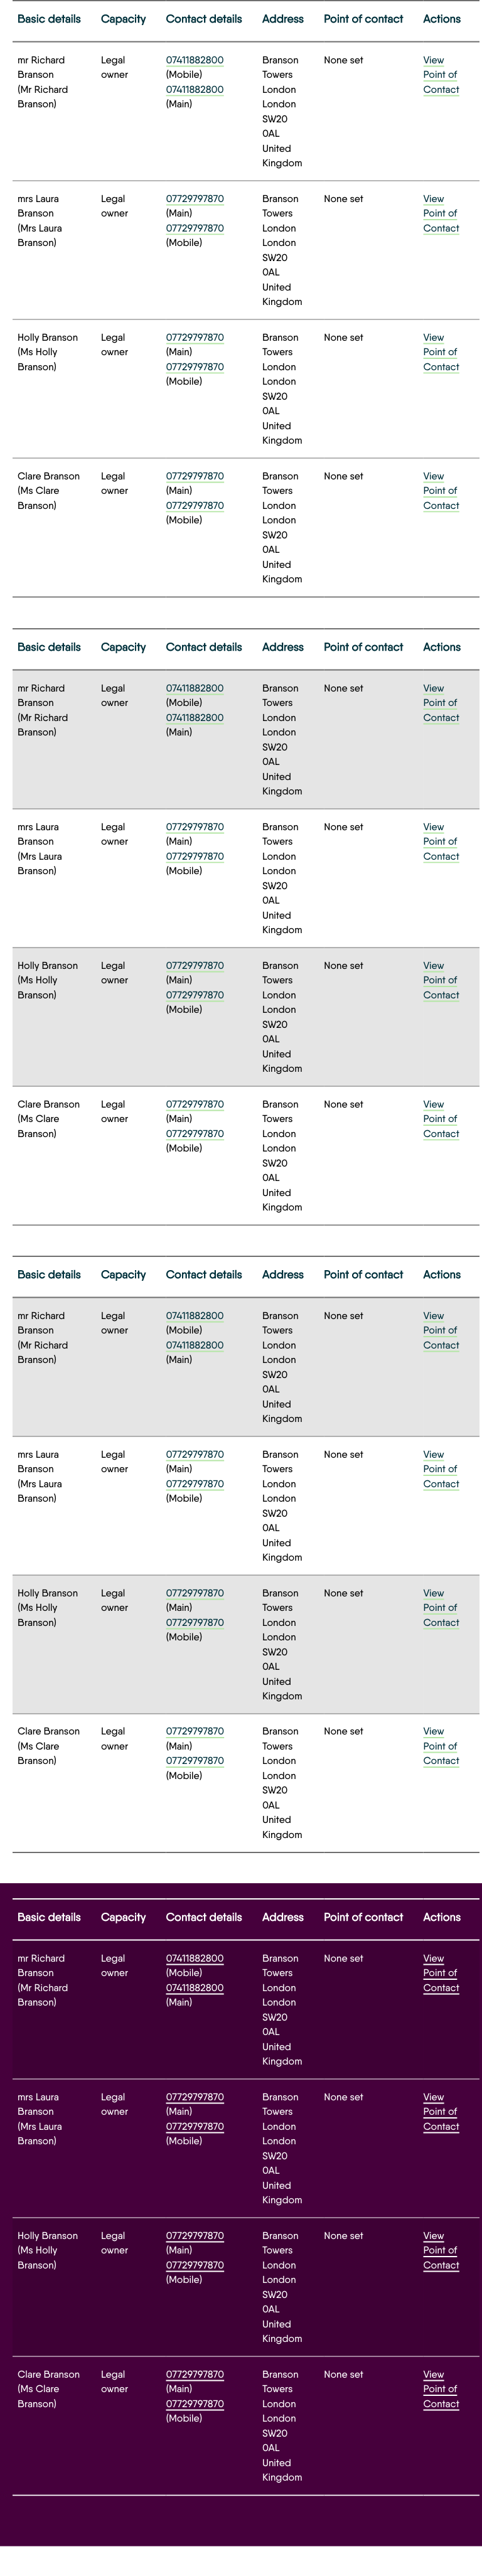 Basic details Capacity Contact details Address Point of contact Actions
mr Richard Legal 07411882800 Branson None set View
Branson owner (Mobile) Towers Point of
(Mr Richard 07411882800 London Contact
Branson) (Main) London
SW20
0AL
United
Kingdom
mrs Laura Legal 07729797870 Branson None set View
Branson owner (Main) Towers Point of
(Mrs Laura 07729797870 London Contact
Branson) (Mobile) London
SW20
0AL
United
Kingdom
Holly Branson Legal 07729797870 Branson None set View
(Ms Holly owner (Main) Towers Point of
Branson) 07729797870 London Contact
(Mobile) London
SW20
0AL
United
Kingdom
Clare Branson Legal 07729797870 Branson None set View
(Ms Clare owner (Main) Towers Point of
Branson) 07729797870 London Contact
(Mobile) London
SW20
0AL
United
Kingdom
Basic details Capacity Contact details Address Point of contact Actions
mr Richard Legal 07411882800 Branson None set View
Branson owner (Mobile) Towers Point of
(Mr Richard 07411882800 London Contact
Branson) (Main) London
SW20
0AL
United
Kingdom
mrs Laura Legal 07729797870 Branson None set View
Branson owner (Main) Towers Point of
(Mrs Laura 07729797870 London Contact
Branson) (Mobile) London
SW20
0AL
United
Kingdom
Holly Branson Legal 07729797870 Branson None set View
(Ms Holly owner (Main) Towers Point of
Branson) 07729797870 London Contact
(Mobile) London
SW20
0AL
United
Kingdom
Clare Branson Legal 07729797870 Branson None set View
(Ms Clare owner (Main) Towers Point of
Branson) 07729797870 London Contact
(Mobile) London
SW20
0AL
United
Kingdom
Basic details Capacity Contact details Address Point of contact Actions
mr Richard Legal 07411882800 Branson None set View
Branson owner (Mobile) Towers Point of
(Mr Richard 07411882800 London Contact
Branson) (Main) London
SW20
0AL
United
Kingdom
mrs Laura Legal 07729797870 Branson None set View
Branson owner (Main) Towers Point of
(Mrs Laura 07729797870 London Contact
Branson) (Mobile) London
SW20
0AL
United
Kingdom
Holly Branson Legal 07729797870 Branson None set View
(Ms Holly owner (Main) Towers Point of
Branson) 07729797870 London Contact
(Mobile) London
SW20
0AL
United
Kingdom
Clare Branson Legal 07729797870 Branson None set View
(Ms Clare owner (Main) Towers Point of
Branson) 07729797870 London Contact
(Mobile) London
SW20
0AL
United
Kingdom
Basic details Capacity Contact details Address Point of contact Actions
mr Richard Legal 07411882800 Branson None set View
Branson owner (Mobile) Towers Point of
(Mr Richard 07411882800 London Contact
Branson) (Main) London
SW20
0AL
United
Kingdom
mrs Laura Legal 07729797870 Branson None set View
Branson owner (Main) Towers Point of
(Mrs Laura 07729797870 London Contact
Branson) (Mobile) London
SW20
0AL
United
Kingdom
Holly Branson Legal 07729797870 Branson None set View
(Ms Holly owner (Main) Towers Point of
Branson) 07729797870 London Contact
(Mobile) London
SW20
0AL
United
Kingdom
Clare Branson Legal 07729797870 Branson None set View
(Ms Clare owner (Main) Towers Point of
Branson) 07729797870 London Contact
(Mobile) London
SW20
0AL
United
Kingdom